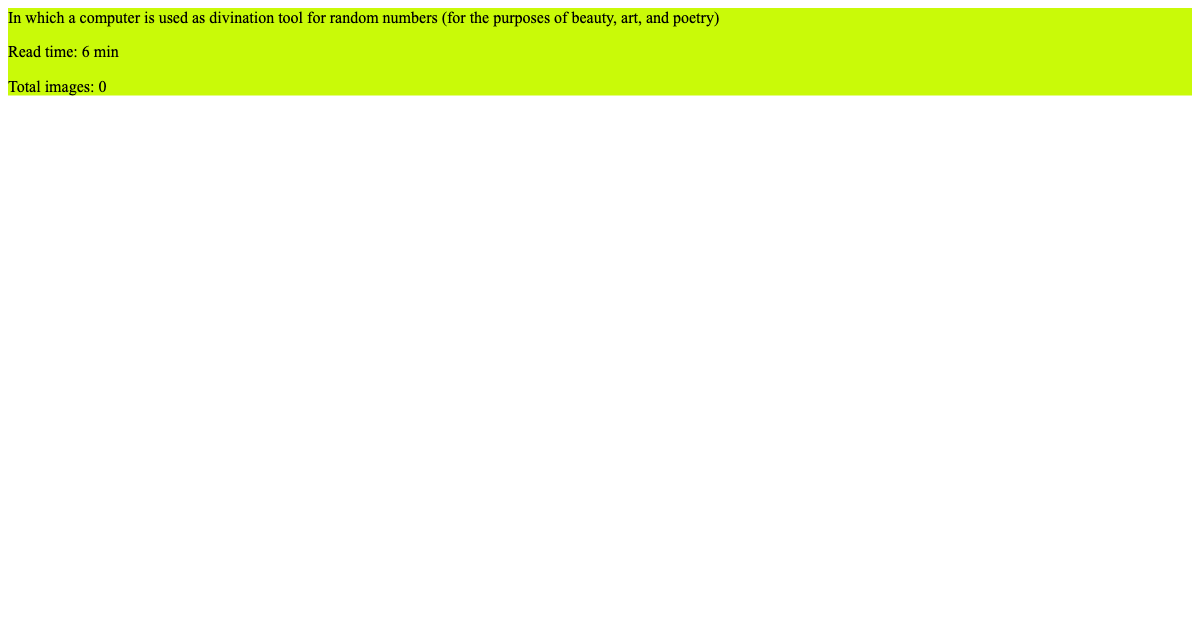 In which a computer is used as divination tool for random numbers (for the purposes of beauty, art, and poetry)
Read time: 6 min
Total images: 0